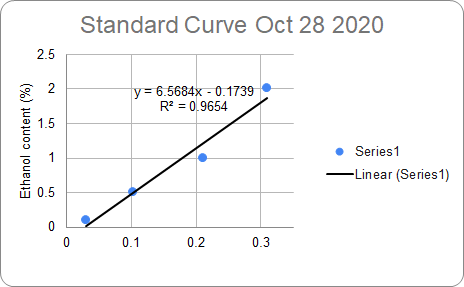 Standard Curve Oct 28 2020
2.5
2
1.5
1
0.5
0
Ethanol content (%)
y = 6.5684x - 0.1739
R² = 0.9654
0
0.1
0.2
0.3
Series1
Linear (Series1)